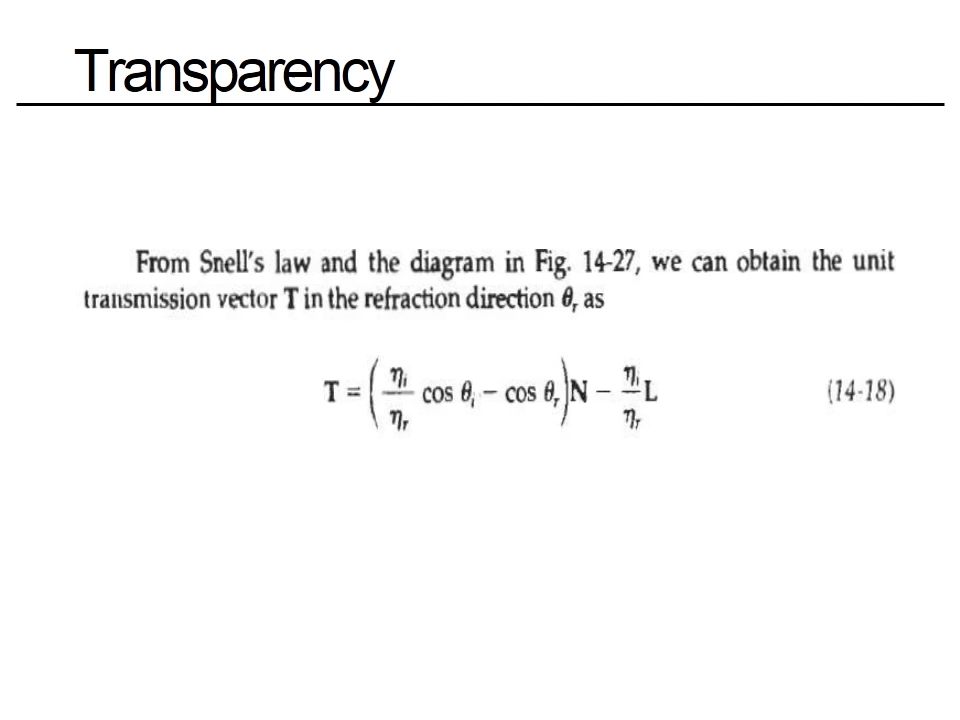 Transparency
From Snell's law and the diagram in Fig. 14-27, we can obtain the unit
transmission vector T in the refraction direction θr as
T = (ηi/ηr cos θi − cos θr)N − ηi/ηr L (14-18)